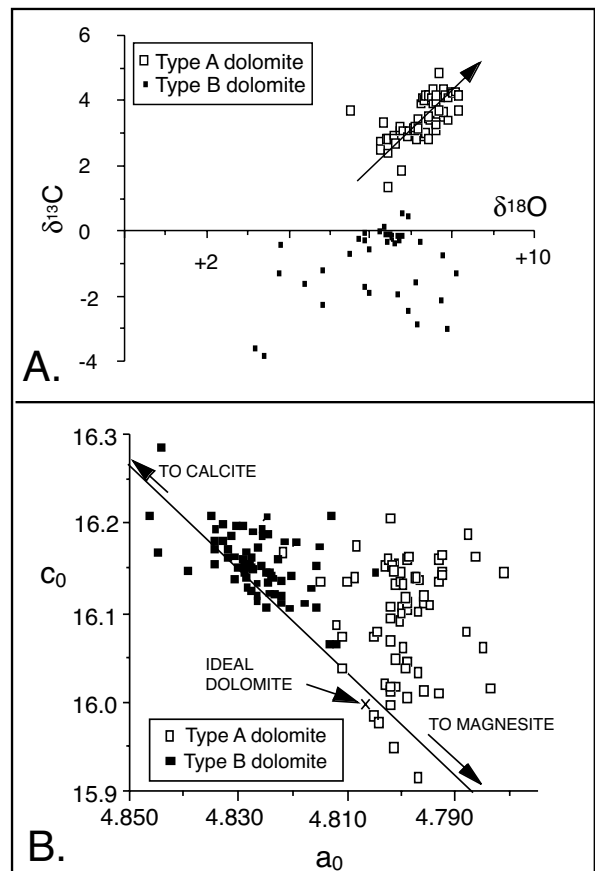 6
□ Type A dolomite
▪ Type B dolomite
4
2
δ13C
δ18O
0
+2
+10
-2
-4
A.
16.3
TO CALCITE
16.2
c0
16.1
IDEAL
DOLOMITE
16.0
TO MAGNESITE
□ Type A dolomite
■ Type B dolomite
15.9
4.850
4.830
4.810
4.790
B.
a0